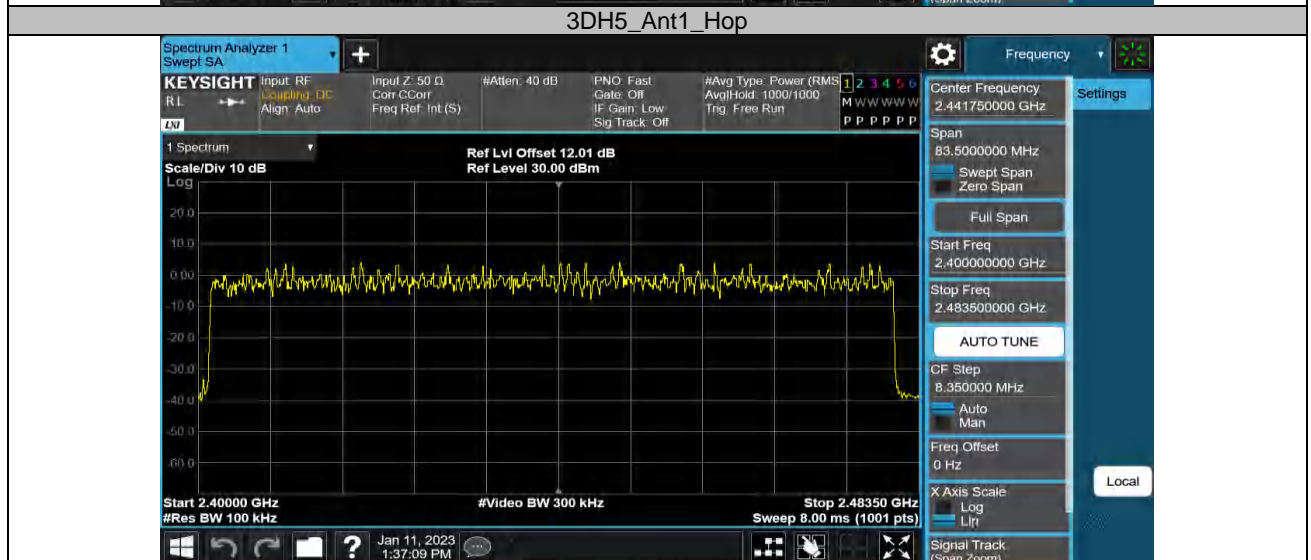 (Span Zoom)
3DH5_Ant1_Hop
Spectrum Analyzer 1
Swept SA
+
Frequency
KEYSIGHT
RL
LXI
Input: RF
Coupling: DC
Align: Auto
Input Z: 50 Ω
Corr CCorr
Freq Ref: Int (S)
#Atten: 40 dB
PNO: Fast
Gate: Off
IF Gain: Low
Sig Track: Off
#Avg Type: Power (RMS
Avg|Hold: 1000/1000
Trig: Free Run
1 2 3 4 5 6
M W W W W W
P P P P P P
Center Frequency
2.441750000 GHz
Settings
Span
83.5000000 MHz
Swept Span
Zero Span
Full Span
Start Freq
2.400000000 GHz
Stop Freq
2.483500000 GHz
AUTO TUNE
CF Step
8.350000 MHz
Auto
Man
Freq Offset
0 Hz
X Axis Scale
Log
Lin
Signal Track
(Span Zoom)
Local
1 Spectrum
Scale/Div 10 dB
Ref Lvl Offset 12.01 dB
Ref Level 30.00 dBm
Log
20.0
10.0
0.00
-10.0
-20.0
-30.0
-40.0
-50.0
-60.0
Start 2.40000 GHz
#Res BW 100 kHz
#Video BW 300 kHz
Stop 2.48350 GHz
Sweep 8.00 ms (1001 pts)
?
Jan 11, 2023
1:37:09 PM